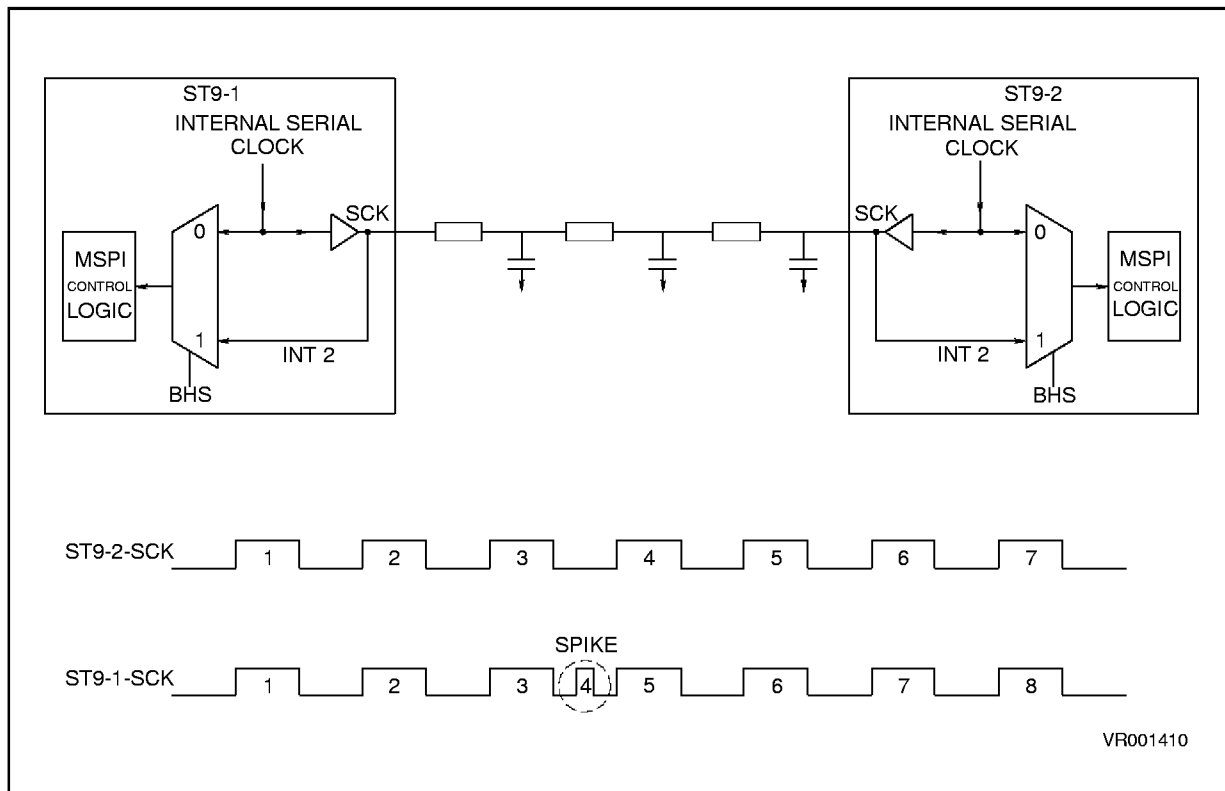 ST9-1
INTERNAL SERIAL
CLOCK
SCK
0
MSPI
CONTROL
LOGIC
1
INT 2
BHS
ST9-2
INTERNAL SERIAL
CLOCK
SCK
0
MSPI
CONTROL
LOGIC
1
INT 2
BHS
ST9-2-SCK 1 2 3 4 5 6 7
SPIKE
ST9-1-SCK 1 2 3 4 5 6 7 8
VR001410